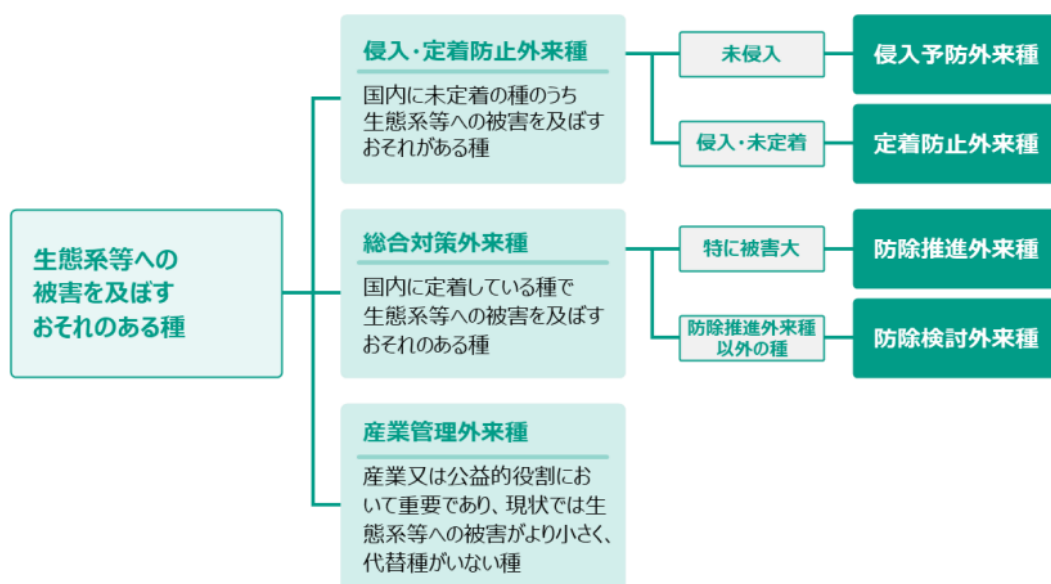 生態系等への
被害を及ぼす
おそれのある種
侵入・定着防止外来種
国内に未定着の種のうち
生態系等への被害を及ぼす
おそれがある種
未侵入
侵入予防外来種
侵入・未定着
定着防止外来種
総合対策外来種
国内に定着している種で
生態系等への被害を及ぼす
おそれのある種
特に被害大
防除推進外来種
防除推進外来種
以外の種
防除検討外来種
産業管理外来種
産業又は公益的役割にお
いて重要であり、現状では生
態系等への被害がより小さく、
代替種がいない種